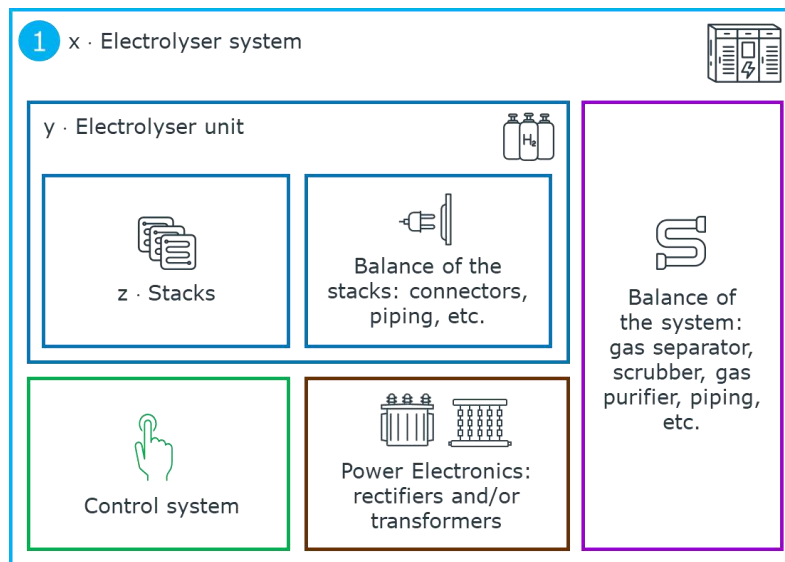 1
x · Electrolyser system
y · Electrolyser unit
H₂
z · Stacks
Balance of the
stacks: connectors,
piping, etc.
Balance of
the system:
gas separator,
scrubber, gas
purifier, piping,
etc.
Control system
Power Electronics:
rectifiers and/or
transformers